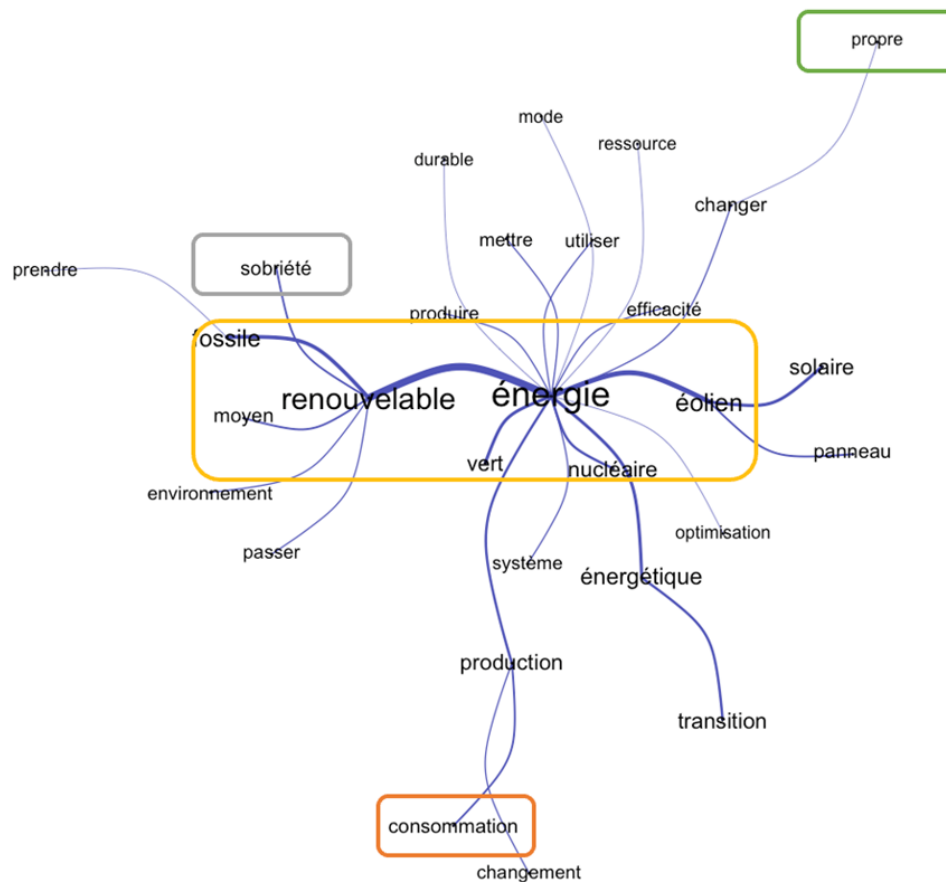 propre
mode
ressource
durable
changer
mettre
utiliser
prendre
sobriété
produire
efficacité
fossile
solaire
renouvelable
énergie
éolien
moyen
panneau
vert
nucléaire
environnement
optimisation
passer
système
énergétique
production
transition
consommation
changement